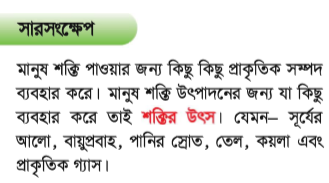 সারসংক্ষেপ
মানুষ শক্তি পাওয়ার জন্য কিছু কিছু প্রাকৃতিক সম্পদ
ব্যবহার করে। মানুষ শক্তি উৎপাদনের জন্য যা কিছু
ব্যবহার করে তাই শক্তির উৎস। যেমন– সূর্যের
আলো, বায়ুপ্রবাহ, পানির স্রোত, তেল, কয়লা এবং
প্রাকৃতিক গ্যাস।